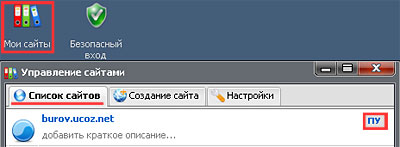 Мои сайты
Безопасный
вход
Управление сайтами
Список сайтов
Создание сайта
Настройки
burov.ucoz.net
ПУ
добавить краткое описание...